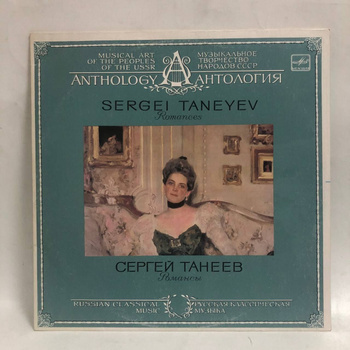 MUSICAL ART
OF THE PEOPLES
OF THE USSR
МУЗЫКАЛЬНОЕ
ТВОРЧЕСТВО
НАРОДОВ СССР
ANTHOLOGY
АНТОЛОГИЯ
SERGEI TANEYEV
Romances
СЕРГЕЙ ТАНЕЕВ
Романсы
RUSSIAN CLASSICAL
MUSIC
РУССКАЯ КЛАССИЧЕСКАЯ
МУЗЫКА